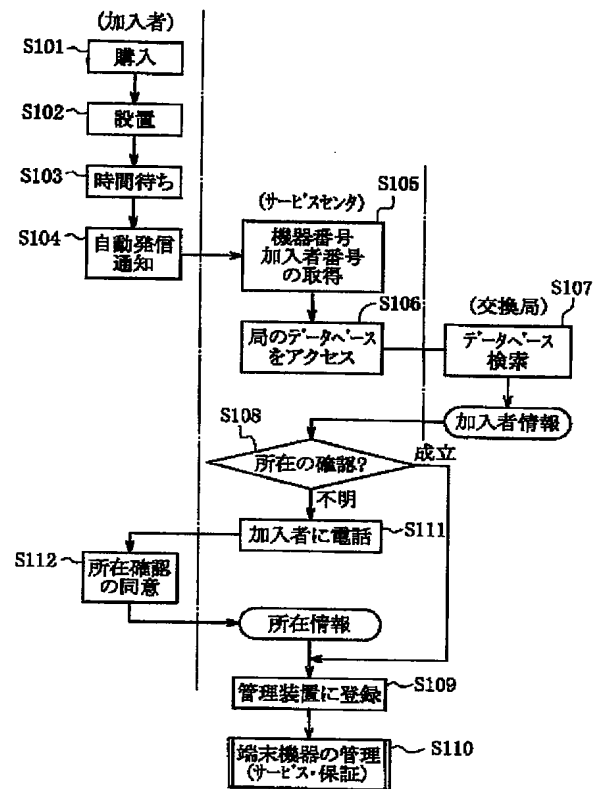 (加入者)
S101
購入
S102
設置
S103
時間待ち
S104
自動発信
通知
(サービスセンタ)
S105
機器番号
加入者番号
の取得
S106
局のデータベース
をアクセス
(交換局)
S107
データベース
検索
加入者情報
S108
所在の確認?
成立
不明
加入者に電話
S111
S112
所在確認
の同意
所在情報
管理装置に登録
S109
端末機器の管理
(サービス・保証)
S110